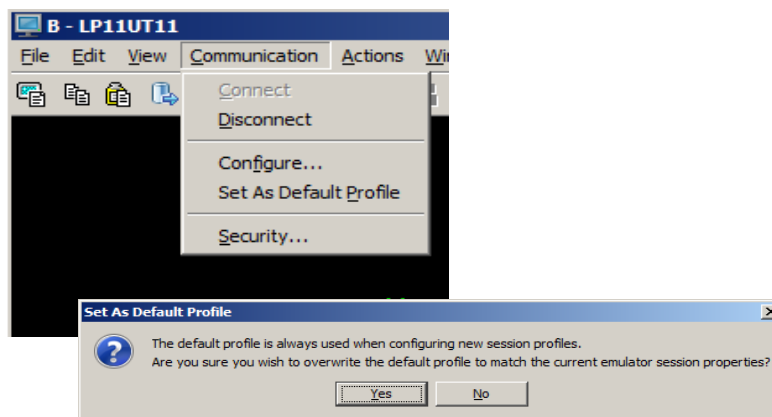 B - LP11UT11
File Edit View Communication Actions
Connect
Disconnect
Configure...
Set As Default Profile
Security...
Set As Default Profile
The default profile is always used when configuring new session profiles.
Are you sure you wish to overwrite the default profile to match the current emulator session properties?
Yes No